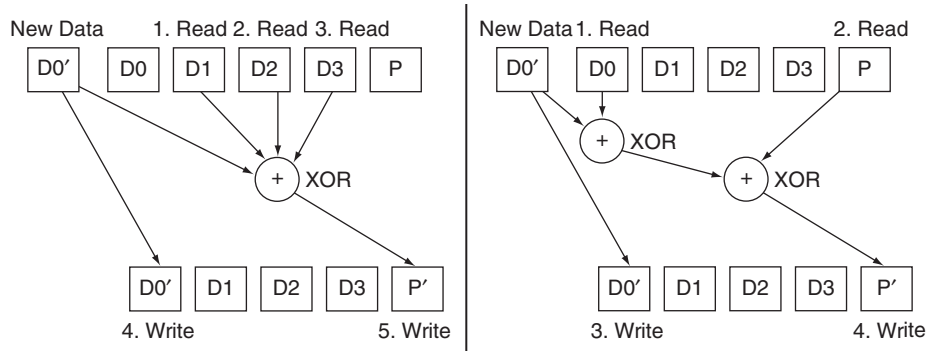 New Data 1. Read 2. Read 3. Read
D0′ D0 D1 D2 D3 P
+ XOR
D0′ D1 D2 D3 P′
4. Write 5. Write
New Data 1. Read 2. Read
D0′ D0 D1 D2 D3 P
+ XOR
+ XOR
D0′ D1 D2 D3 P′
3. Write 4. Write